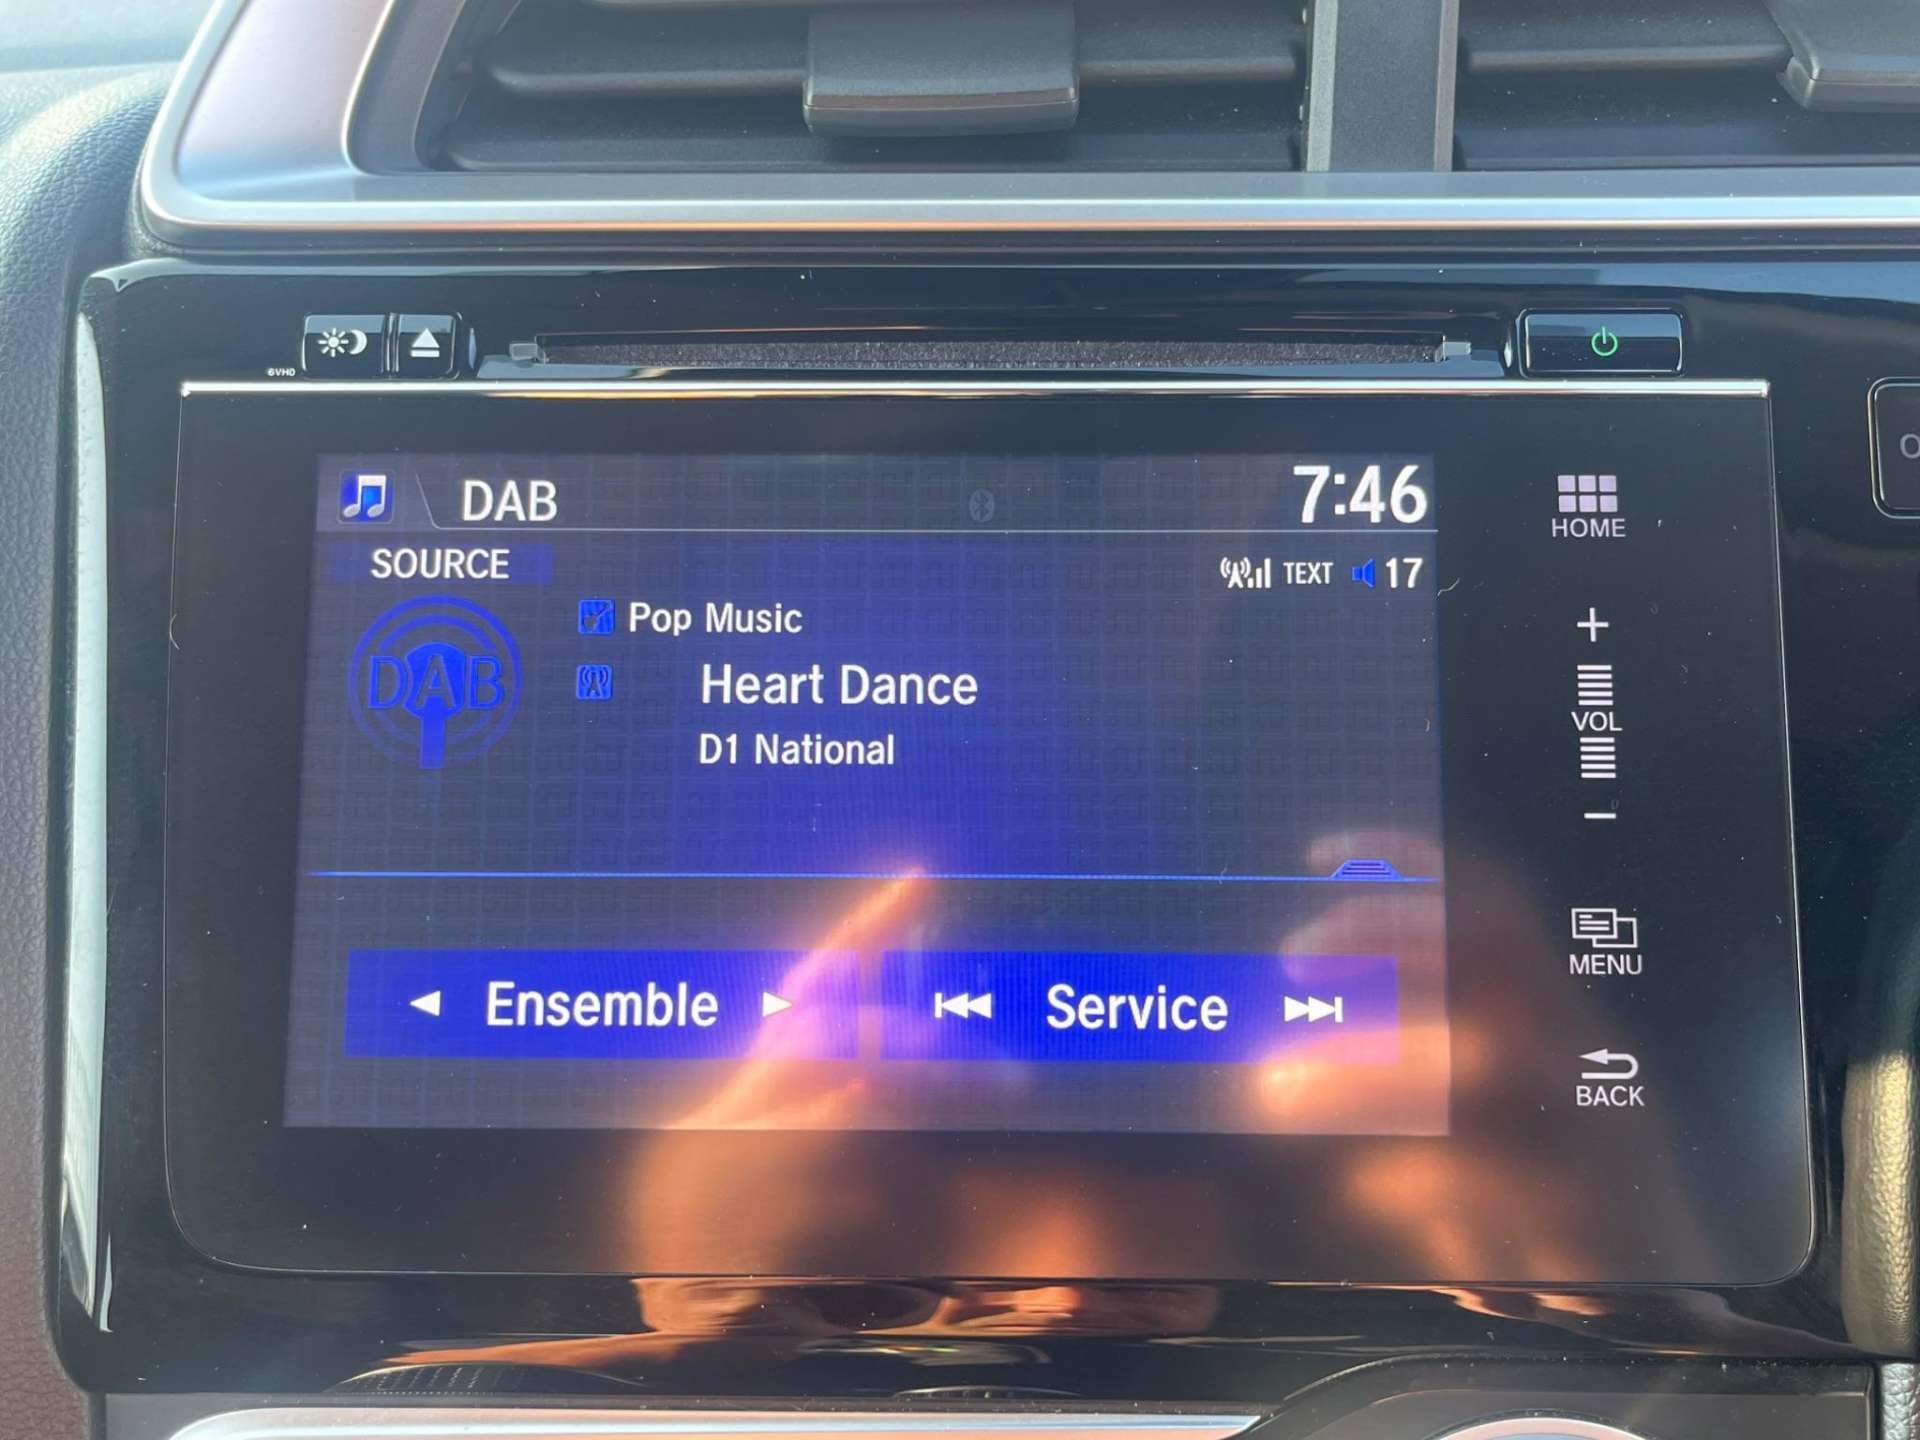 6VHD
DAB
7:46
HOME
SOURCE
TEXT 17
Pop Music
DAB
Heart Dance
D1 National
VOL
MENU
Ensemble
Service
BACK